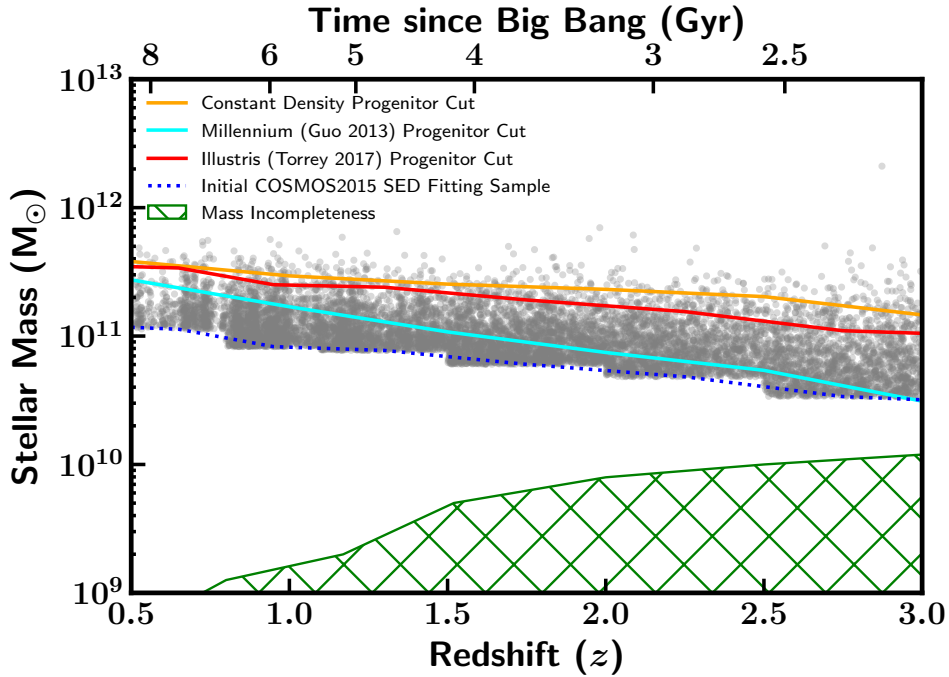 Time since Big Bang (Gyr)
8 6 5 4 3 2.5
10^13
10^12
10^11
10^10
10^9
Stellar Mass (M⊙)
Constant Density Progenitor Cut
Millennium (Guo 2013) Progenitor Cut
Illustris (Torrey 2017) Progenitor Cut
Initial COSMOS2015 SED Fitting Sample
Mass Incompleteness
0.5 1.0 1.5 2.0 2.5 3.0
Redshift (z)